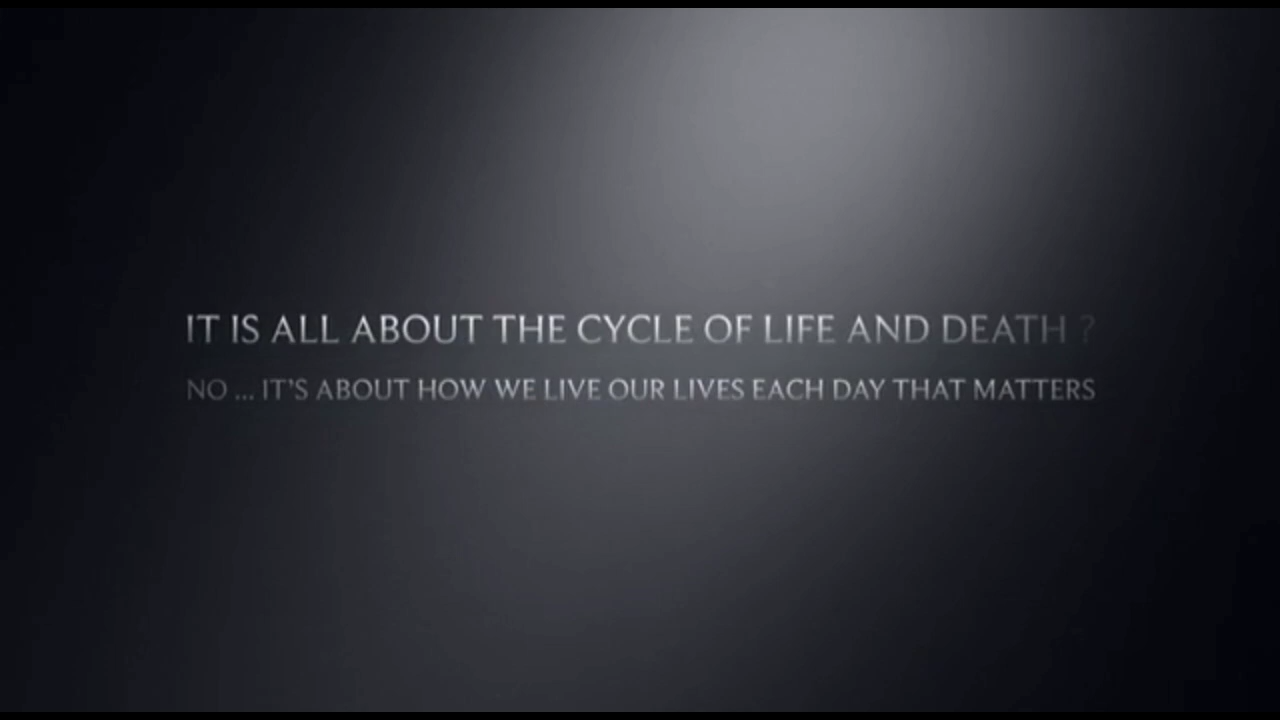 IT IS ALL ABOUT THE CYCLE OF LIFE AND DEATH ?
NO ... IT'S ABOUT HOW WE LIVE OUR LIVES EACH DAY THAT MATTERS